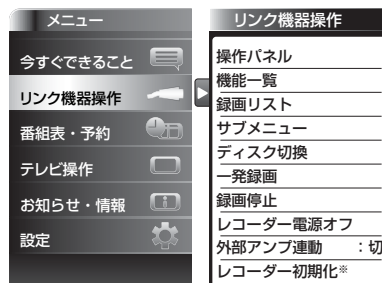 メニュー
今すぐできること
リンク機器操作
番組表・予約
テレビ操作
お知らせ・情報
設定
リンク機器操作
操作パネル
機能一覧
録画リスト
サブメニュー
ディスク切換
一発録画
録画停止
レコーダー電源オフ
外部アンプ連動 :切
レコーダー初期化※